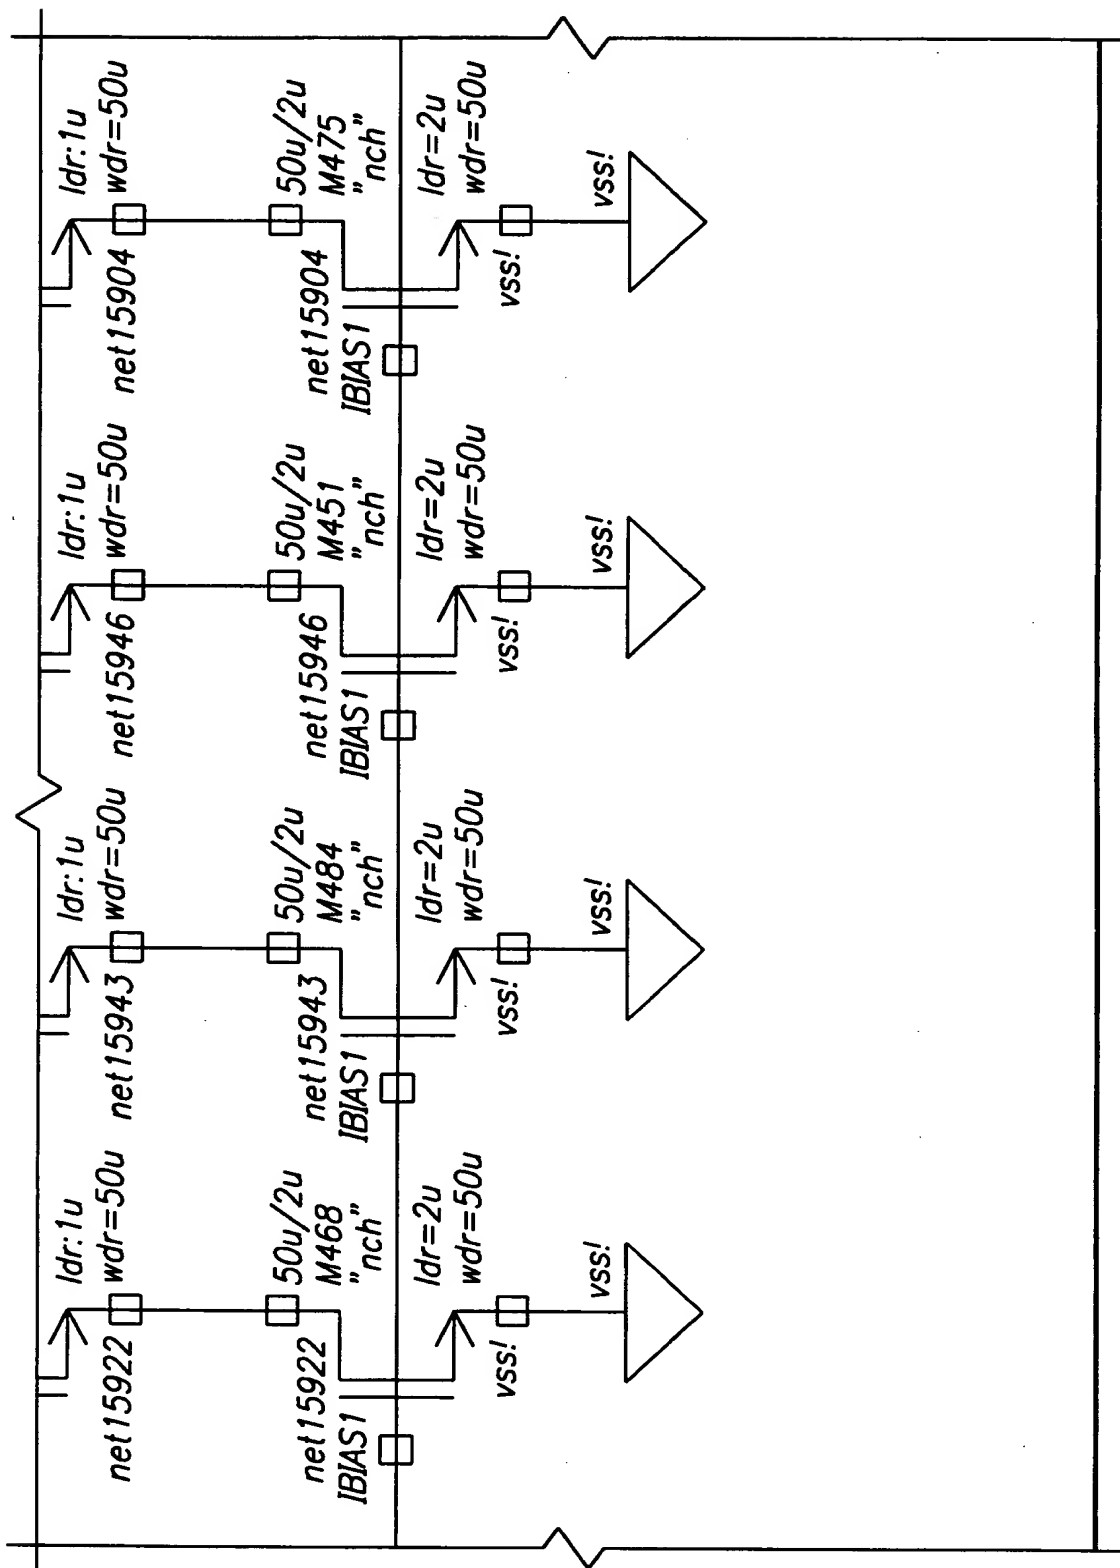 ldr:1u
wdr=50u
net15922
50u/2u
M468
"nch"
net15922
IBIAS1
ldr=2u
wdr=50u
vss!
vss!
ldr:1u
wdr=50u
net15943
50u/2u
M484
"nch"
net15943
IBIAS1
ldr=2u
wdr=50u
vss!
vss!
ldr:1u
wdr=50u
net15946
50u/2u
M451
"nch"
net15946
IBIAS1
ldr=2u
wdr=50u
vss!
vss!
ldr:1u
wdr=50u
net15904
50u/2u
M475
"nch"
net15904
IBIAS1
ldr=2u
wdr=50u
vss!
vss!